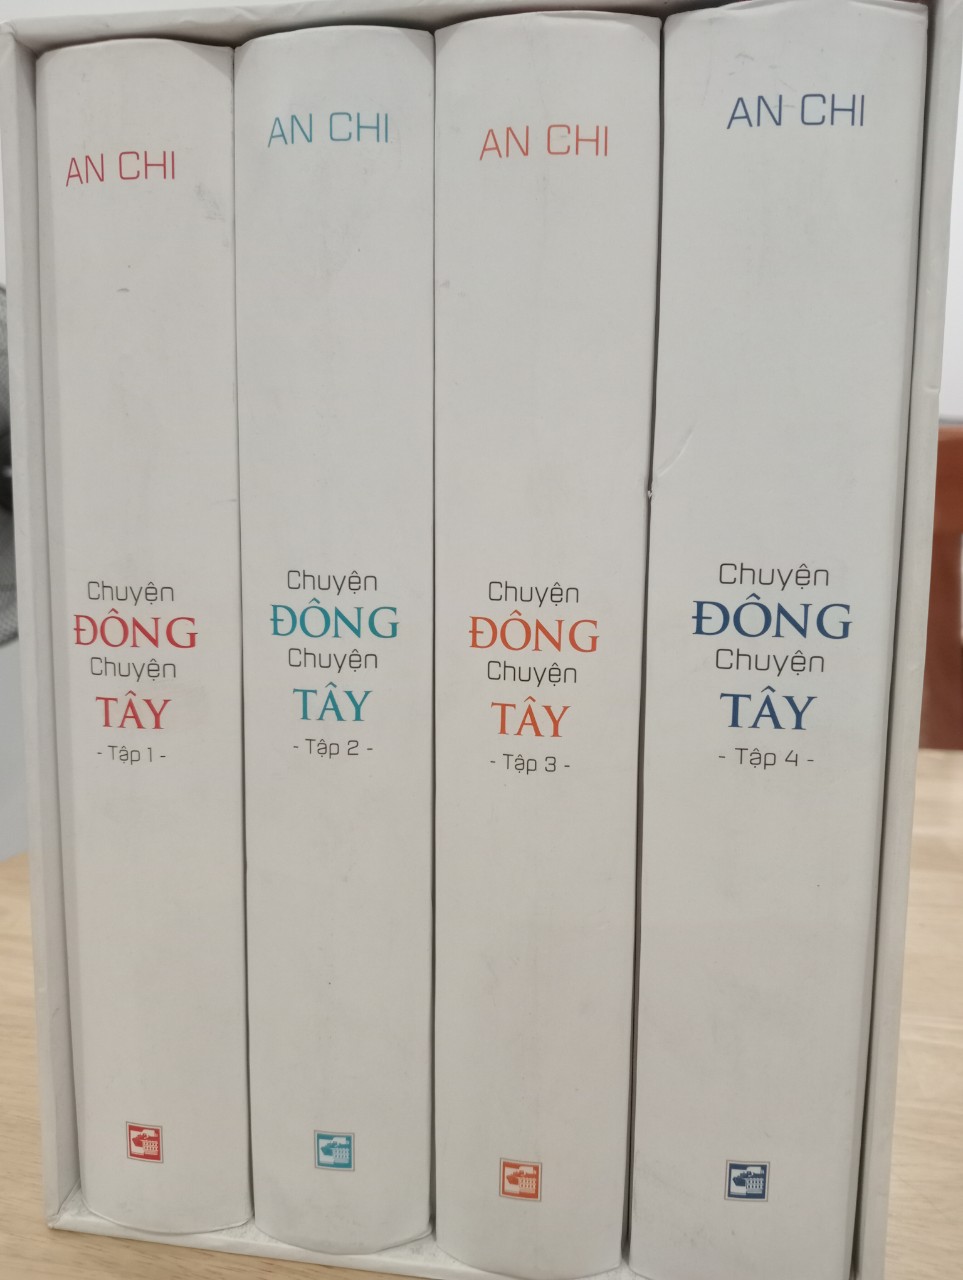 AN CHI
Chuyện
ĐÔNG
Chuyện
TÂY
- Tập 1 -
AN CHI
Chuyện
ĐÔNG
Chuyện
TÂY
- Tập 2 -
AN CHI
Chuyện
ĐÔNG
Chuyện
TÂY
- Tập 3 -
AN CHI
Chuyện
ĐÔNG
Chuyện
TÂY
- Tập 4 -